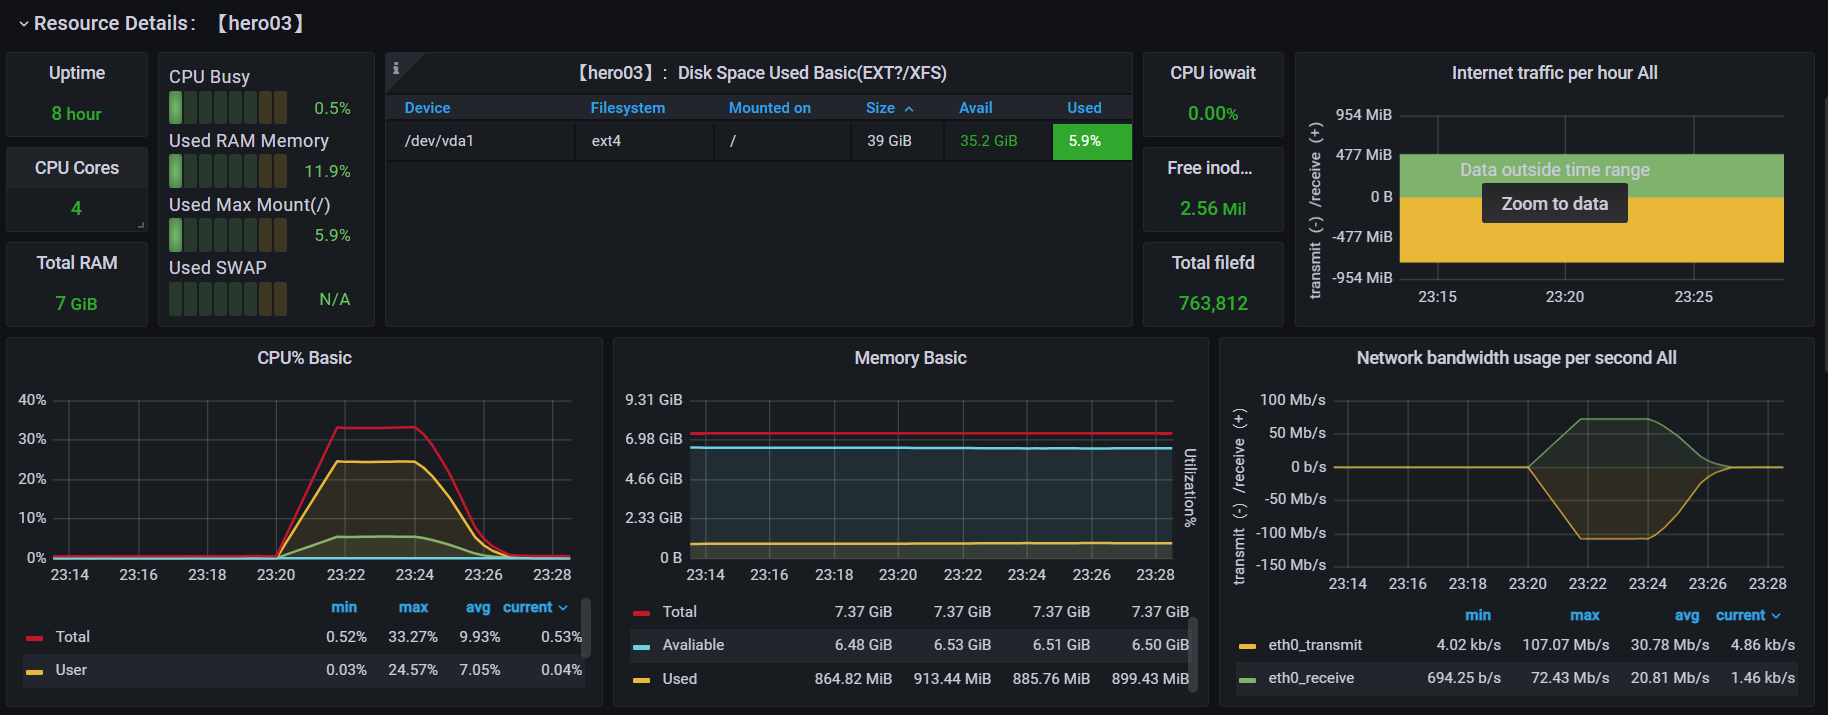 Resource Details: 【hero03】
Uptime
8 hour
CPU Cores
4
Total RAM
7 GiB
CPU Busy
0.5%
Used RAM Memory
11.9%
Used Max Mount(/)
5.9%
Used SWAP
N/A
i
【hero03】: Disk Space Used Basic(EXT?/XFS)
Device Filesystem Mounted on Size Avail Used
/dev/vda1 ext4 / 39 GiB 35.2 GiB 5.9%
CPU iowait
0.00%
Free inod...
2.56 Mil
Total filefd
763,812
Internet traffic per hour All
transmit (-) /receive (+)
954 MiB
477 MiB
0 B
-477 MiB
-954 MiB
Data outside time range
Zoom to data
23:15 23:20 23:25
CPU% Basic
40%
30%
20%
10%
0%
23:14 23:16 23:18 23:20 23:22 23:24 23:26 23:28
min max avg current
Total 0.52% 33.27% 9.93% 0.53%
User 0.03% 24.57% 7.05% 0.04%
Memory Basic
9.31 GiB
6.98 GiB
4.66 GiB
2.33 GiB
0 B
Utilization%
23:14 23:16 23:18 23:20 23:22 23:24 23:26 23:28
Total 7.37 GiB 7.37 GiB 7.37 GiB 7.37 GiB
Avaliable 6.48 GiB 6.53 GiB 6.51 GiB 6.50 GiB
Used 864.82 MiB 913.44 MiB 885.76 MiB 899.43 MiB
Network bandwidth usage per second All
transmit (-) /receive (+)
100 Mb/s
50 Mb/s
0 b/s
-50 Mb/s
-100 Mb/s
-150 Mb/s
23:14 23:16 23:18 23:20 23:22 23:24 23:26 23:28
min max avg current
eth0_transmit 4.02 kb/s 107.07 Mb/s 30.78 Mb/s 4.86 kb/s
eth0_receive 694.25 b/s 72.43 Mb/s 20.81 Mb/s 1.46 kb/s